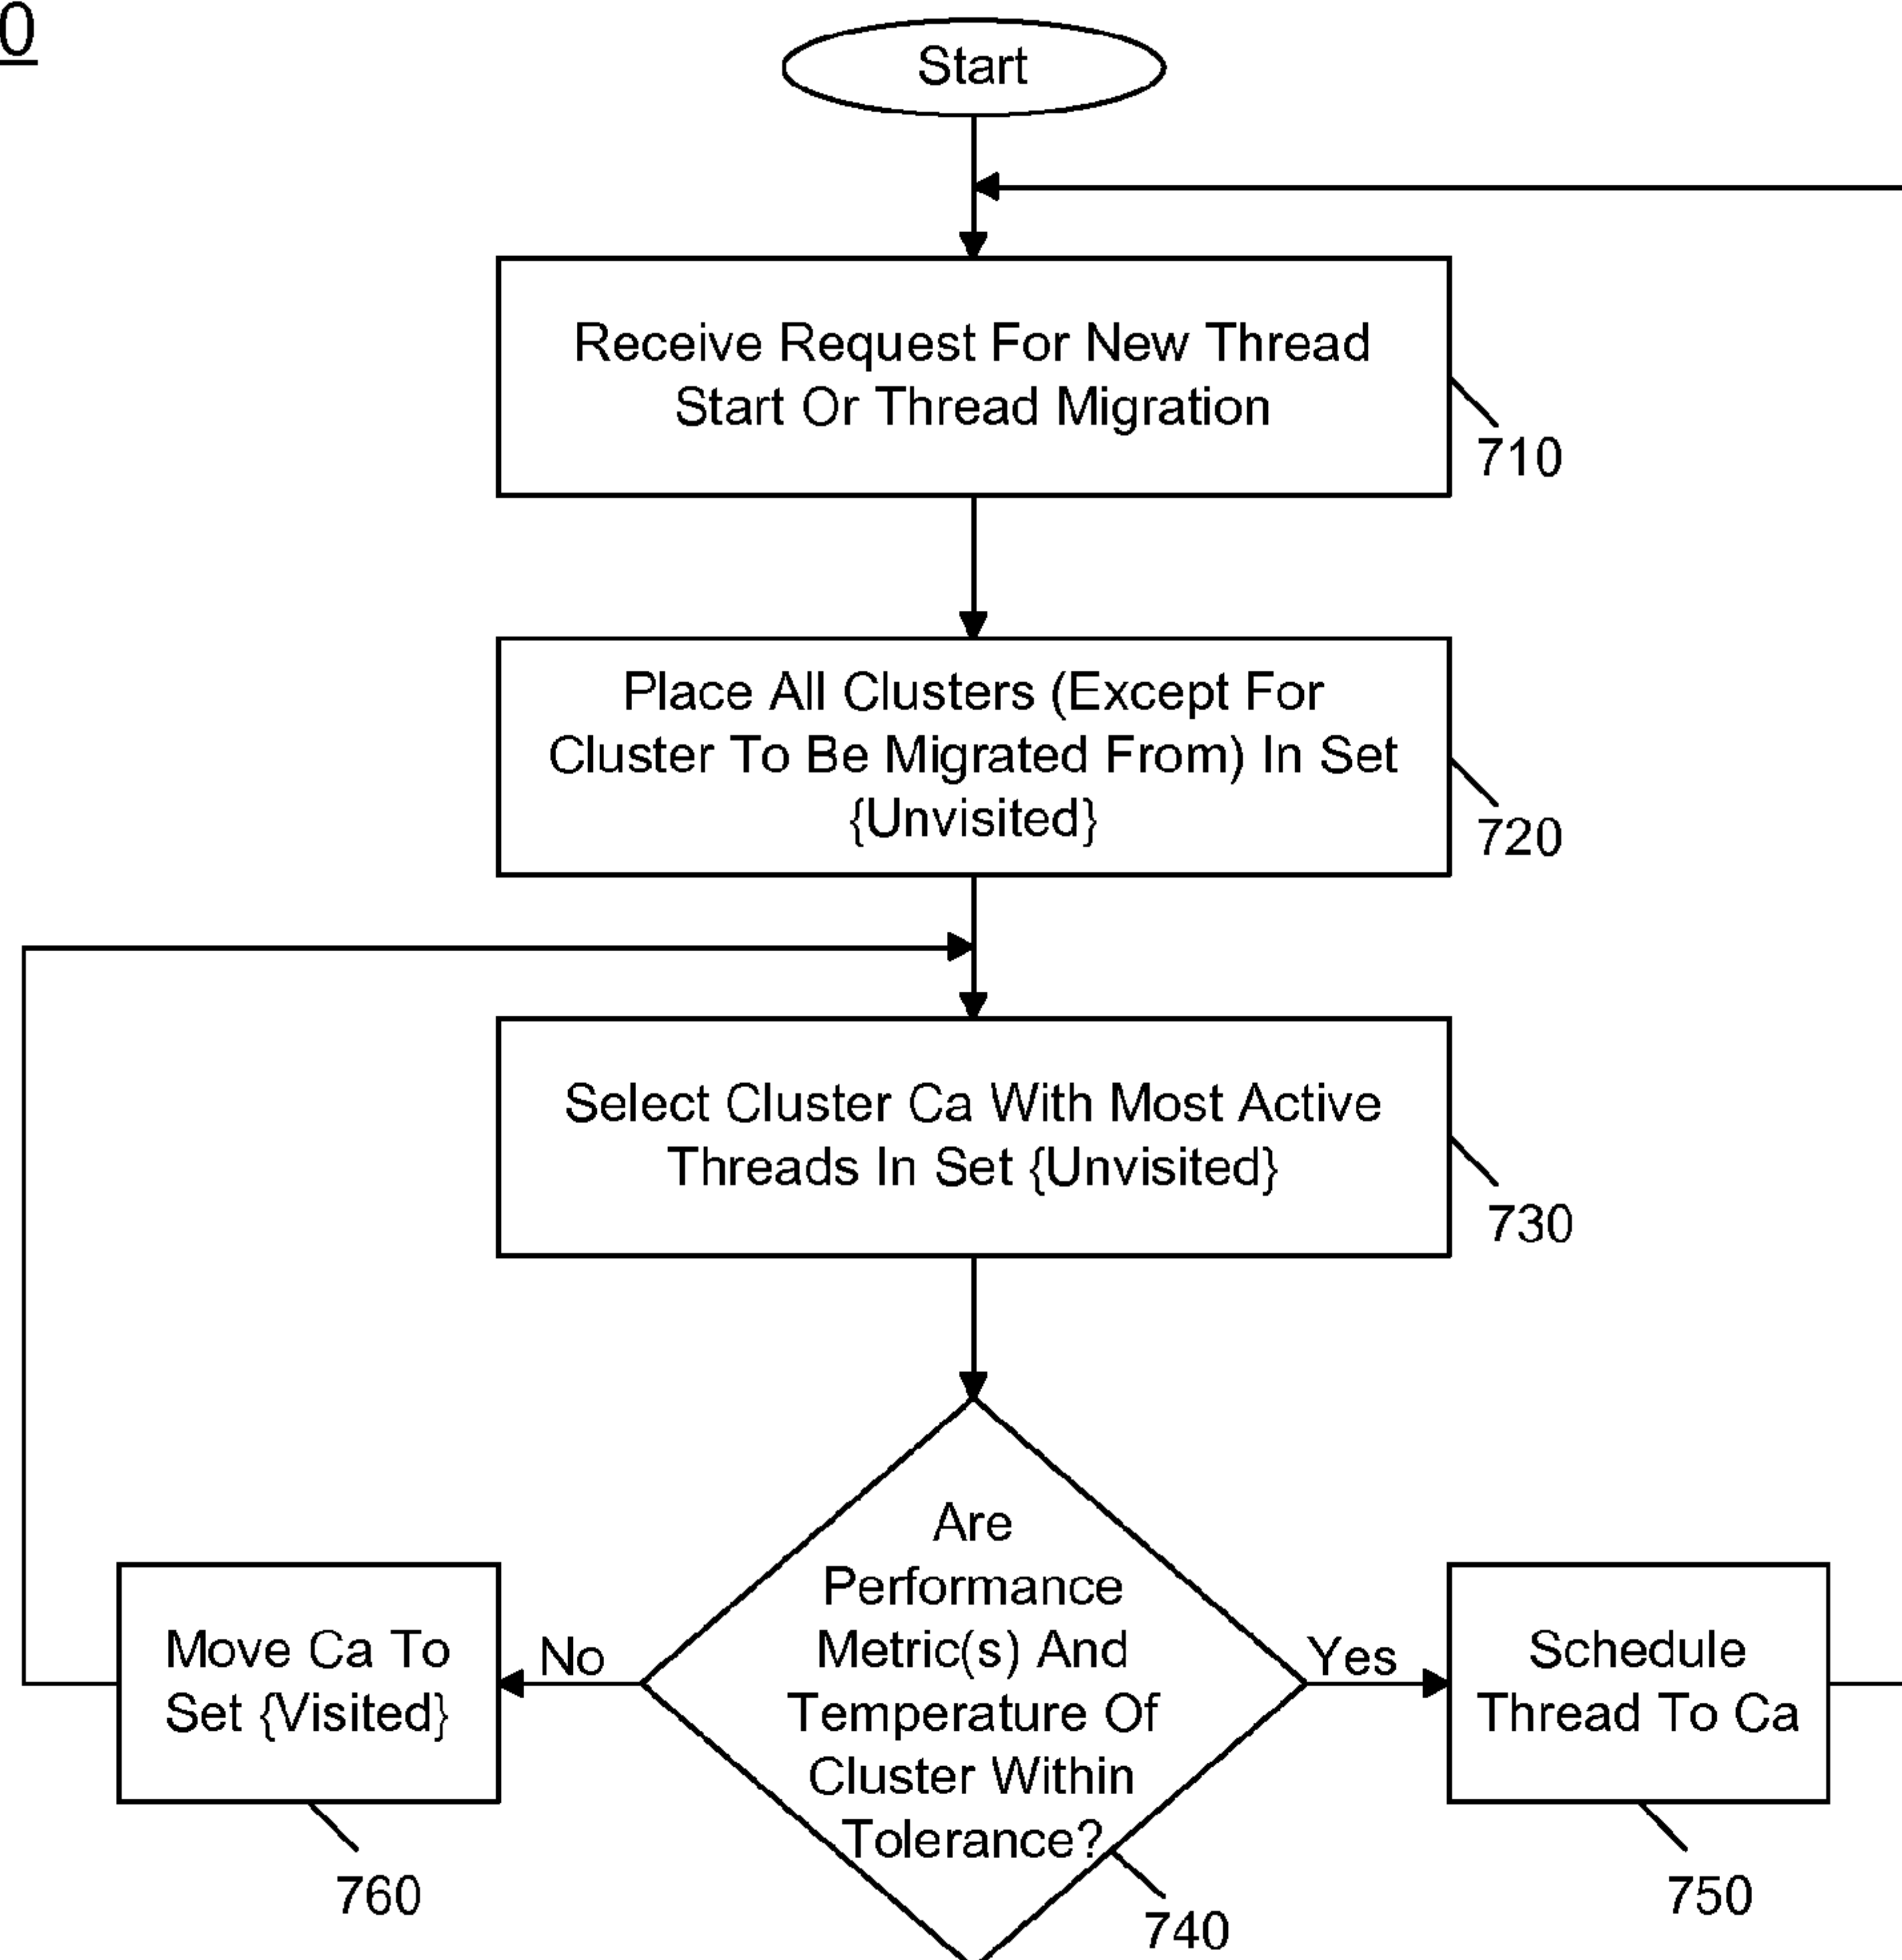 0
Start
Receive Request For New Thread
Start Or Thread Migration
710
Place All Clusters (Except For
Cluster To Be Migrated From) In Set
{Unvisited}
720
Select Cluster Ca With Most Active
Threads In Set {Unvisited}
730
Are
Performance
Metric(s) And
Temperature Of
Cluster Within
Tolerance?
740
No
Move Ca To
Set {Visited}
760
Yes
Schedule
Thread To Ca
750